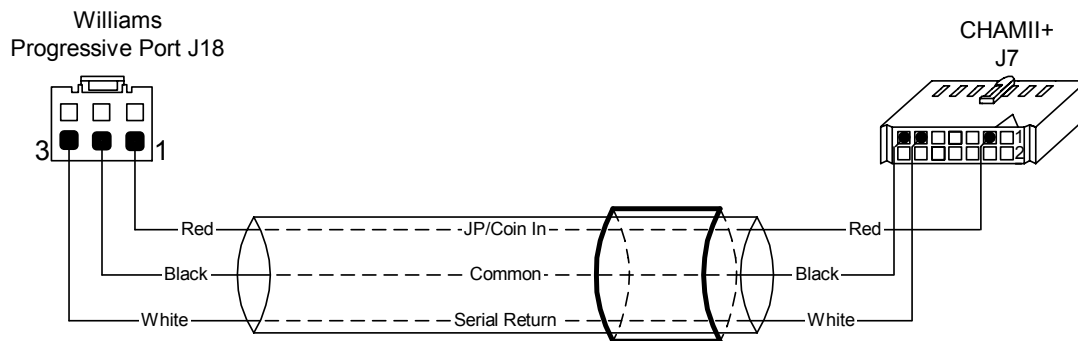 Williams
Progressive Port J18
CHAMII+
J7
3
1
1
2
Red
JP/Coin In
Red
Black
Common
Black
White
Serial Return
White